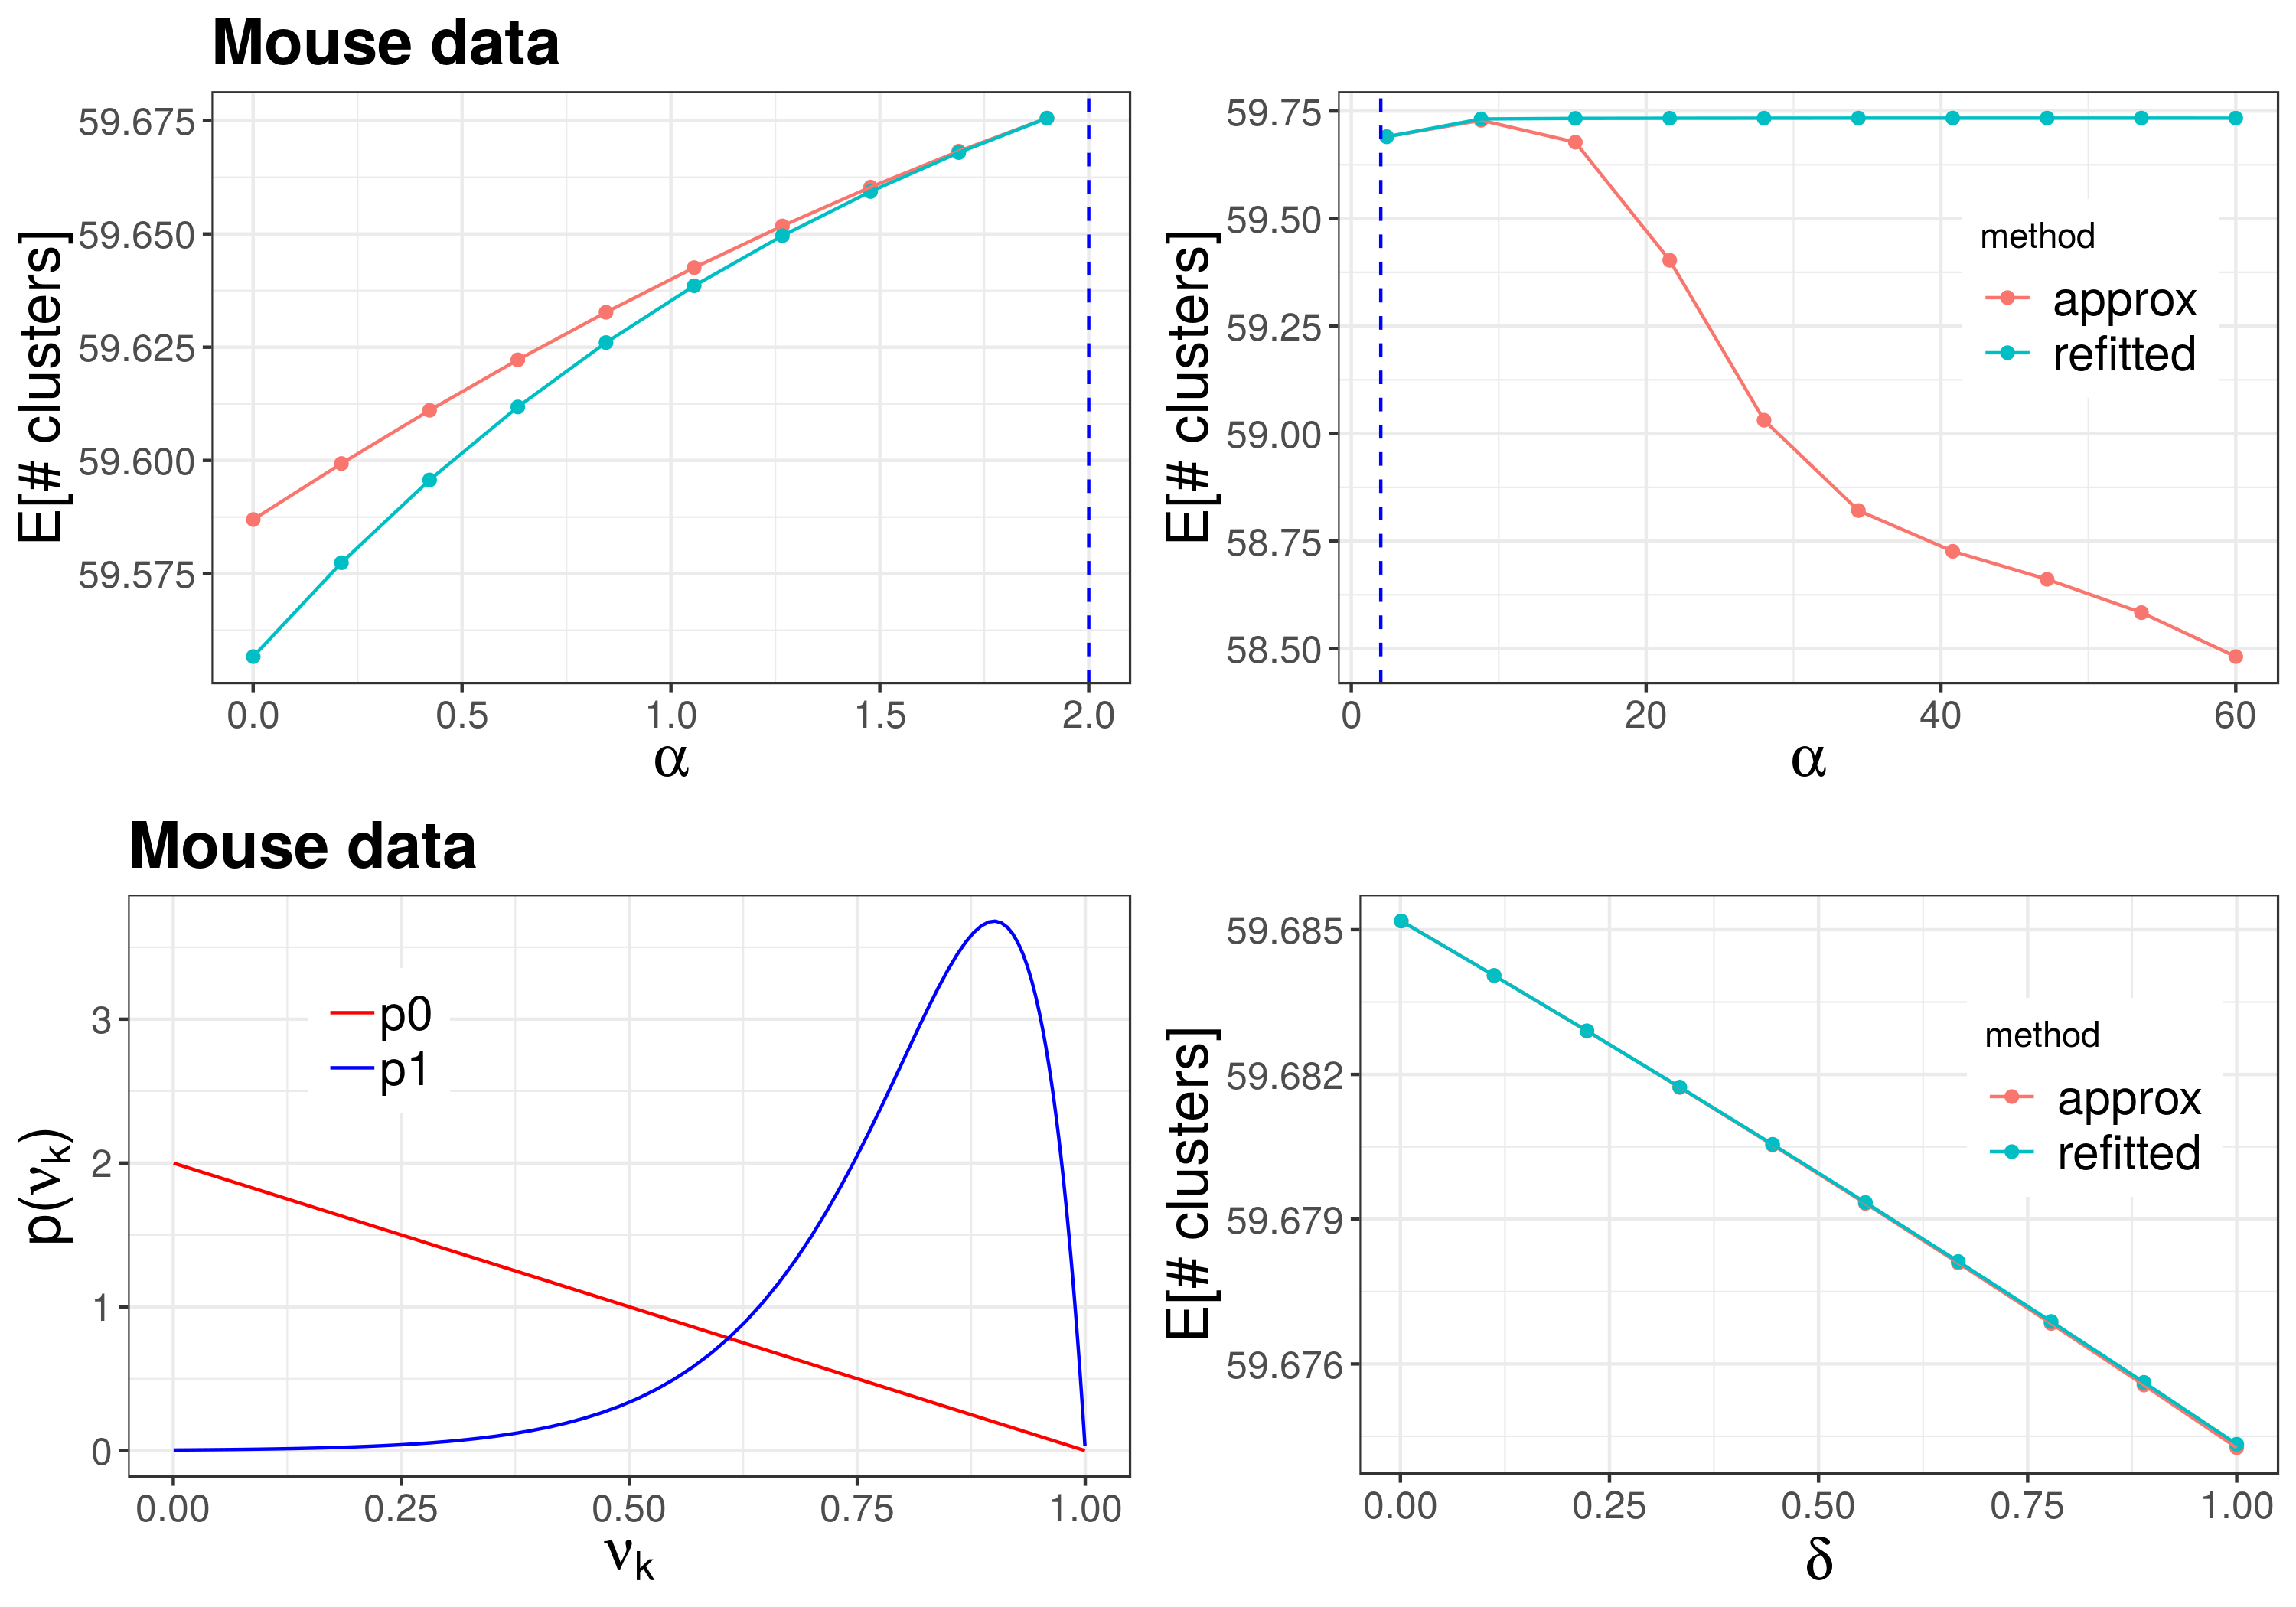 Mouse data
E[# clusters]
59.675
59.650
59.625
59.600
59.575
0.0 0.5 1.0 1.5 2.0
α
E[# clusters]
59.75
59.50
59.25
59.00
58.75
58.50
0 20 40 60
α
method
approx
refitted
Mouse data
p(νk)
3
2
1
0
p0
p1
0.00 0.25 0.50 0.75 1.00
νk
E[# clusters]
59.685
59.682
59.679
59.676
method
approx
refitted
0.00 0.25 0.50 0.75 1.00
δ